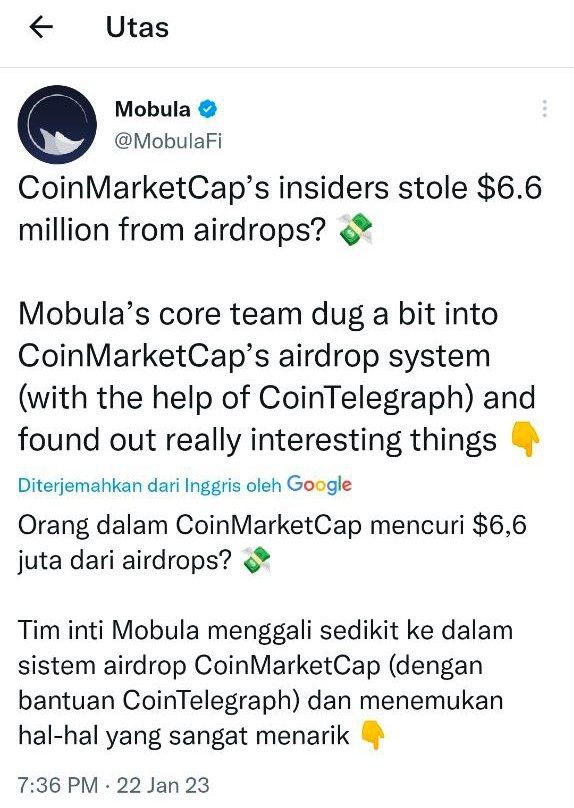 ← Utas
Mobula
@MobulaFi
CoinMarketCap’s insiders stole $6.6
million from airdrops? 💸
Mobula’s core team dug a bit into
CoinMarketCap’s airdrop system
(with the help of CoinTelegraph) and
found out really interesting things 👇
Diterjemahkan dari Inggris oleh Google
Orang dalam CoinMarketCap mencuri $6,6
juta dari airdrops? 💸
Tim inti Mobula menggali sedikit ke dalam
sistem airdrop CoinMarketCap (dengan
bantuan CoinTelegraph) dan menemukan
hal-hal yang sangat menarik 👇
7:36 PM · 22 Jan 23